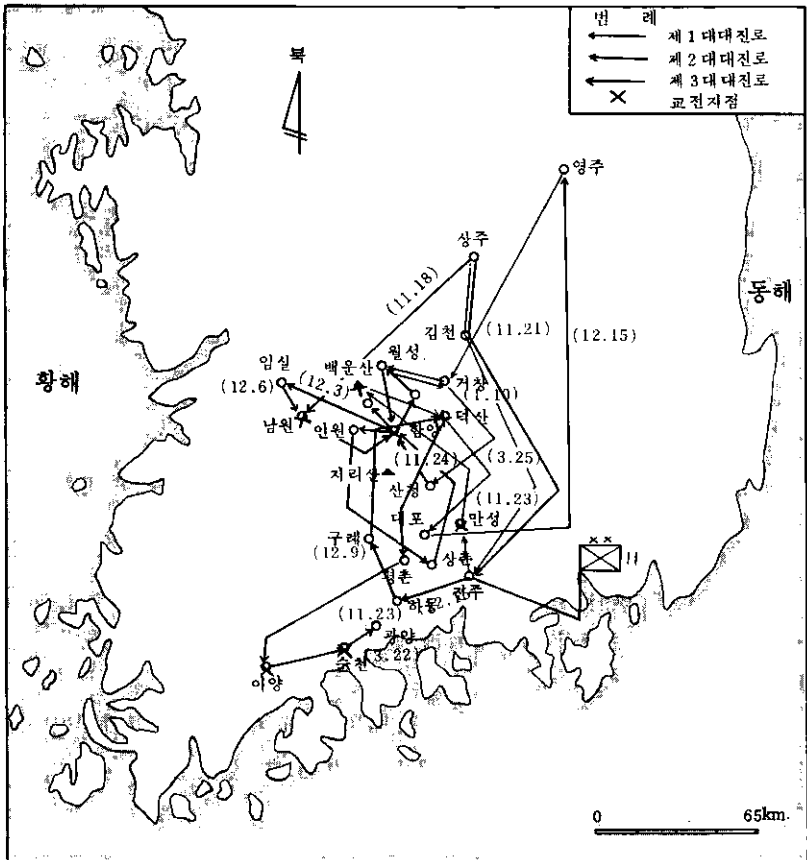 범 례
제1대대진로
제2대대진로
제3대대진로
교전지점
북
영주
상주
동해
(11.18)
김천
(11.21)
(12.15)
월성
백운산
임실
거창
황해
(12.6)
(12.3)
(1.10)
덕산
남원
안원
함양
(11.24)
(3.25)
지리산
산청
(11.23)
대포
만성
구례
(12.9)
상촌
진주
하동
(11.23)
광양
순천
(3.22)
이양
11
0
65km.